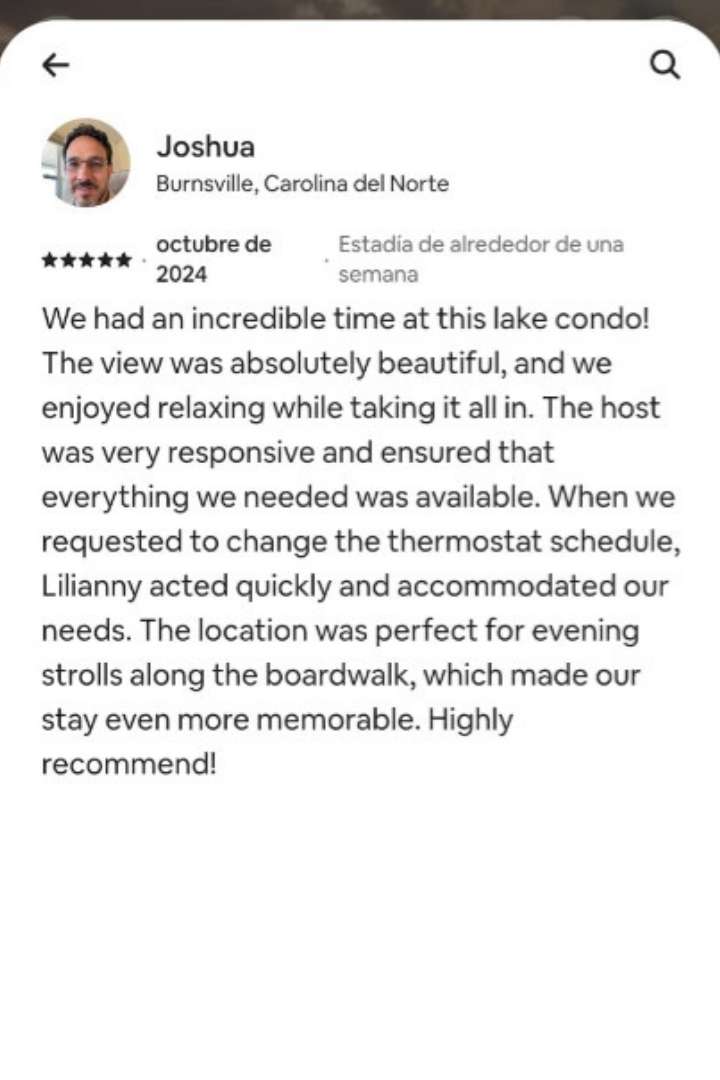 Joshua
Burnsville, Carolina del Norte
★★★★★ · octubre de 2024 · Estadía de alrededor de una semana
We had an incredible time at this lake condo!
The view was absolutely beautiful, and we
enjoyed relaxing while taking it all in. The host
was very responsive and ensured that
everything we needed was available. When we
requested to change the thermostat schedule,
Lilianny acted quickly and accommodated our
needs. The location was perfect for evening
strolls along the boardwalk, which made our
stay even more memorable. Highly
recommend!